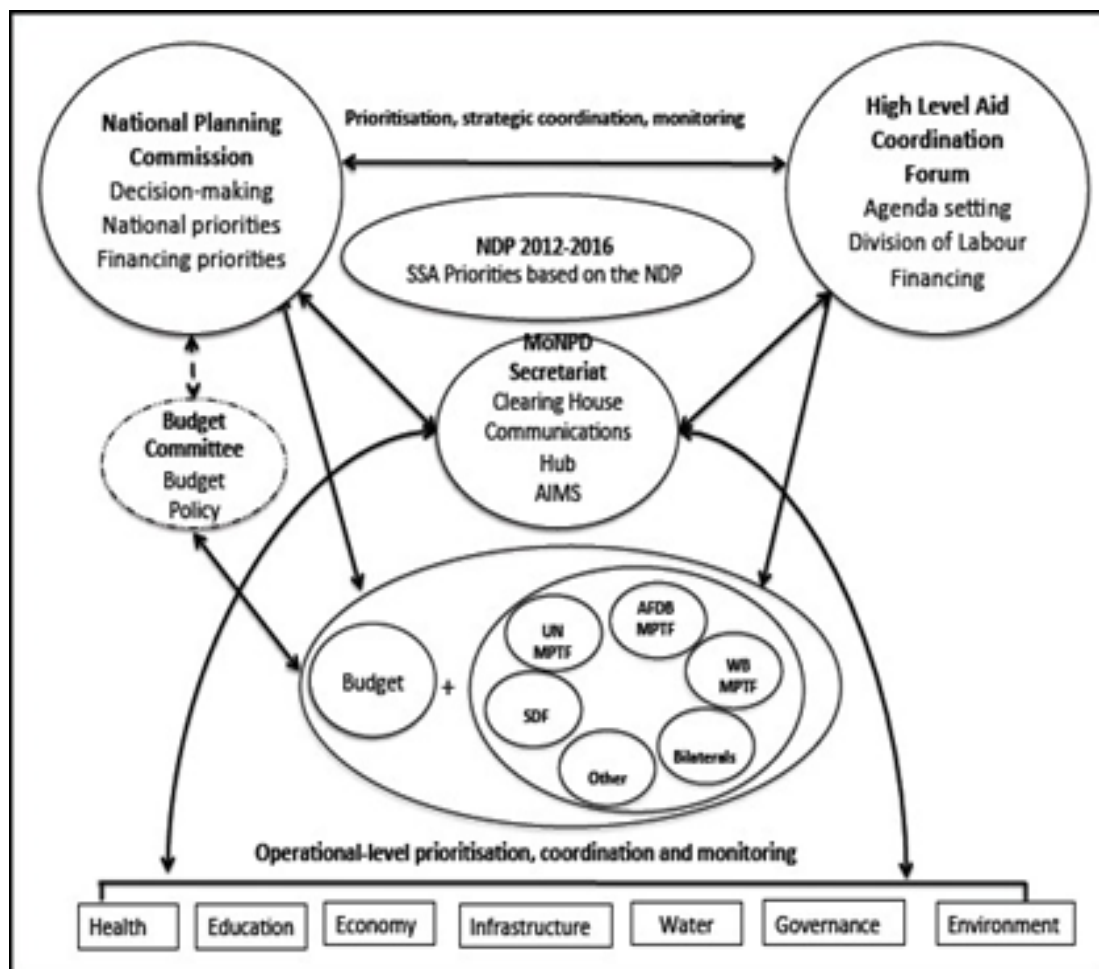 National Planning
Commission
Decision-making
National priorities
Financing priorities
Prioritisation, strategic coordination, monitoring
High Level Aid
Coordination
Forum
Agenda setting
Division of Labour
Financing
NDP 2012-2016
SSA Priorities based on the NDP
MoNPD
Secretariat
Clearing House
Communications
Hub
AIMS
Budget
Committee
Budget
Policy
Budget
+
UN
MPTF
AFDB
MPTF
WB
MPTF
SDF
Other
Bilaterals
Operational-level prioritisation, coordination and monitoring
Health
Education
Economy
Infrastructure
Water
Governance
Environment